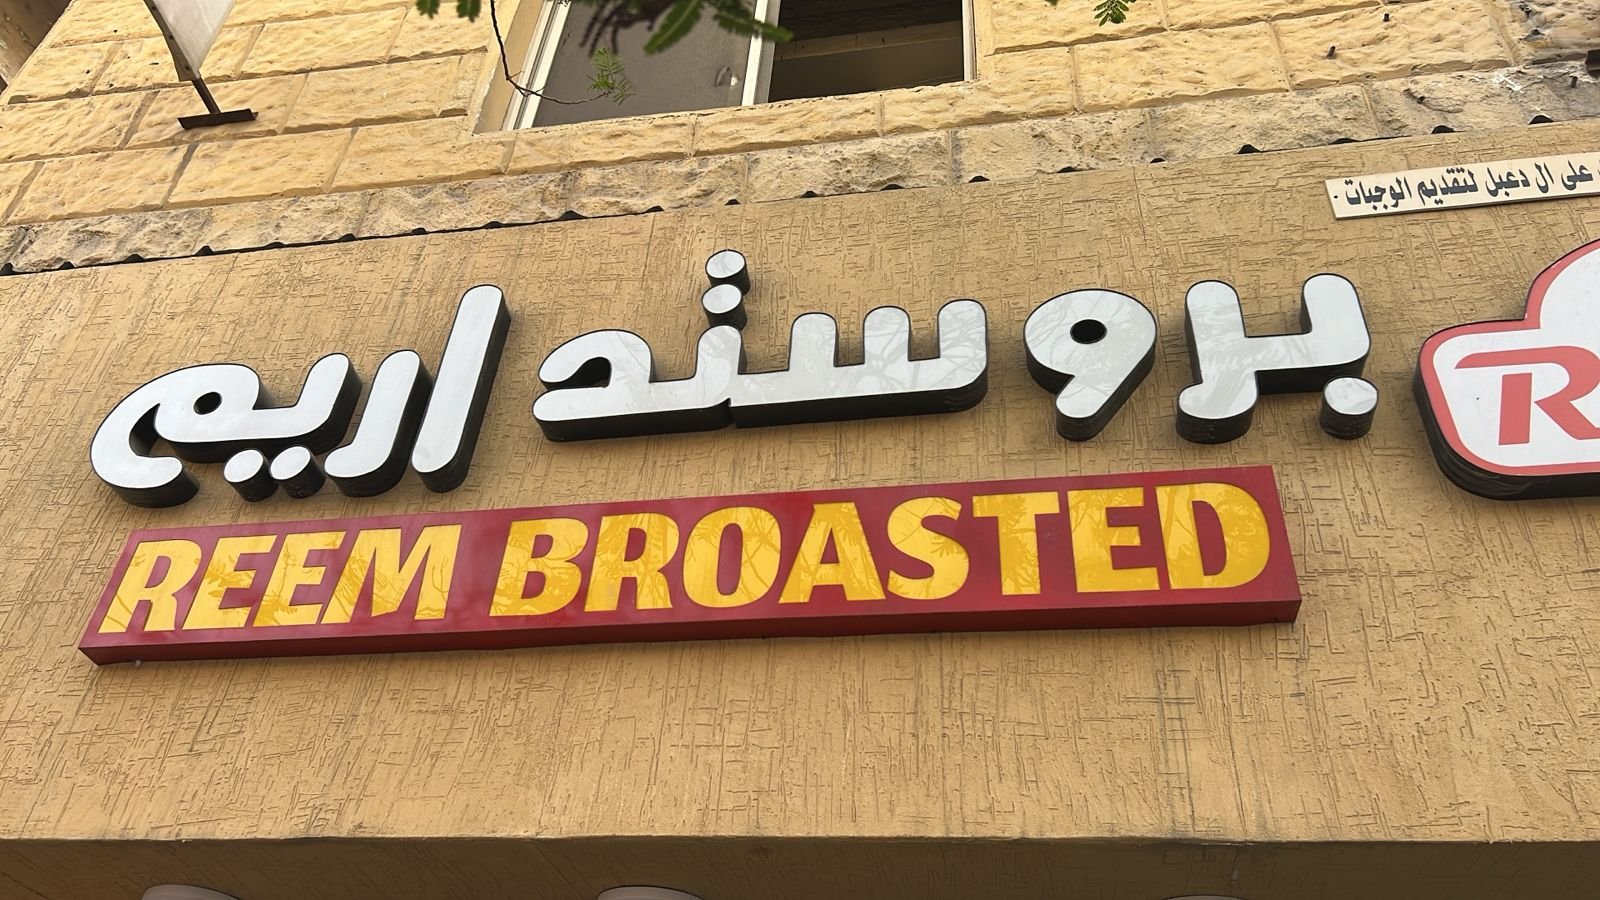 على ال دعبل لتقديم الوجبات.
بروستد اريم
R
REEM BROASTED